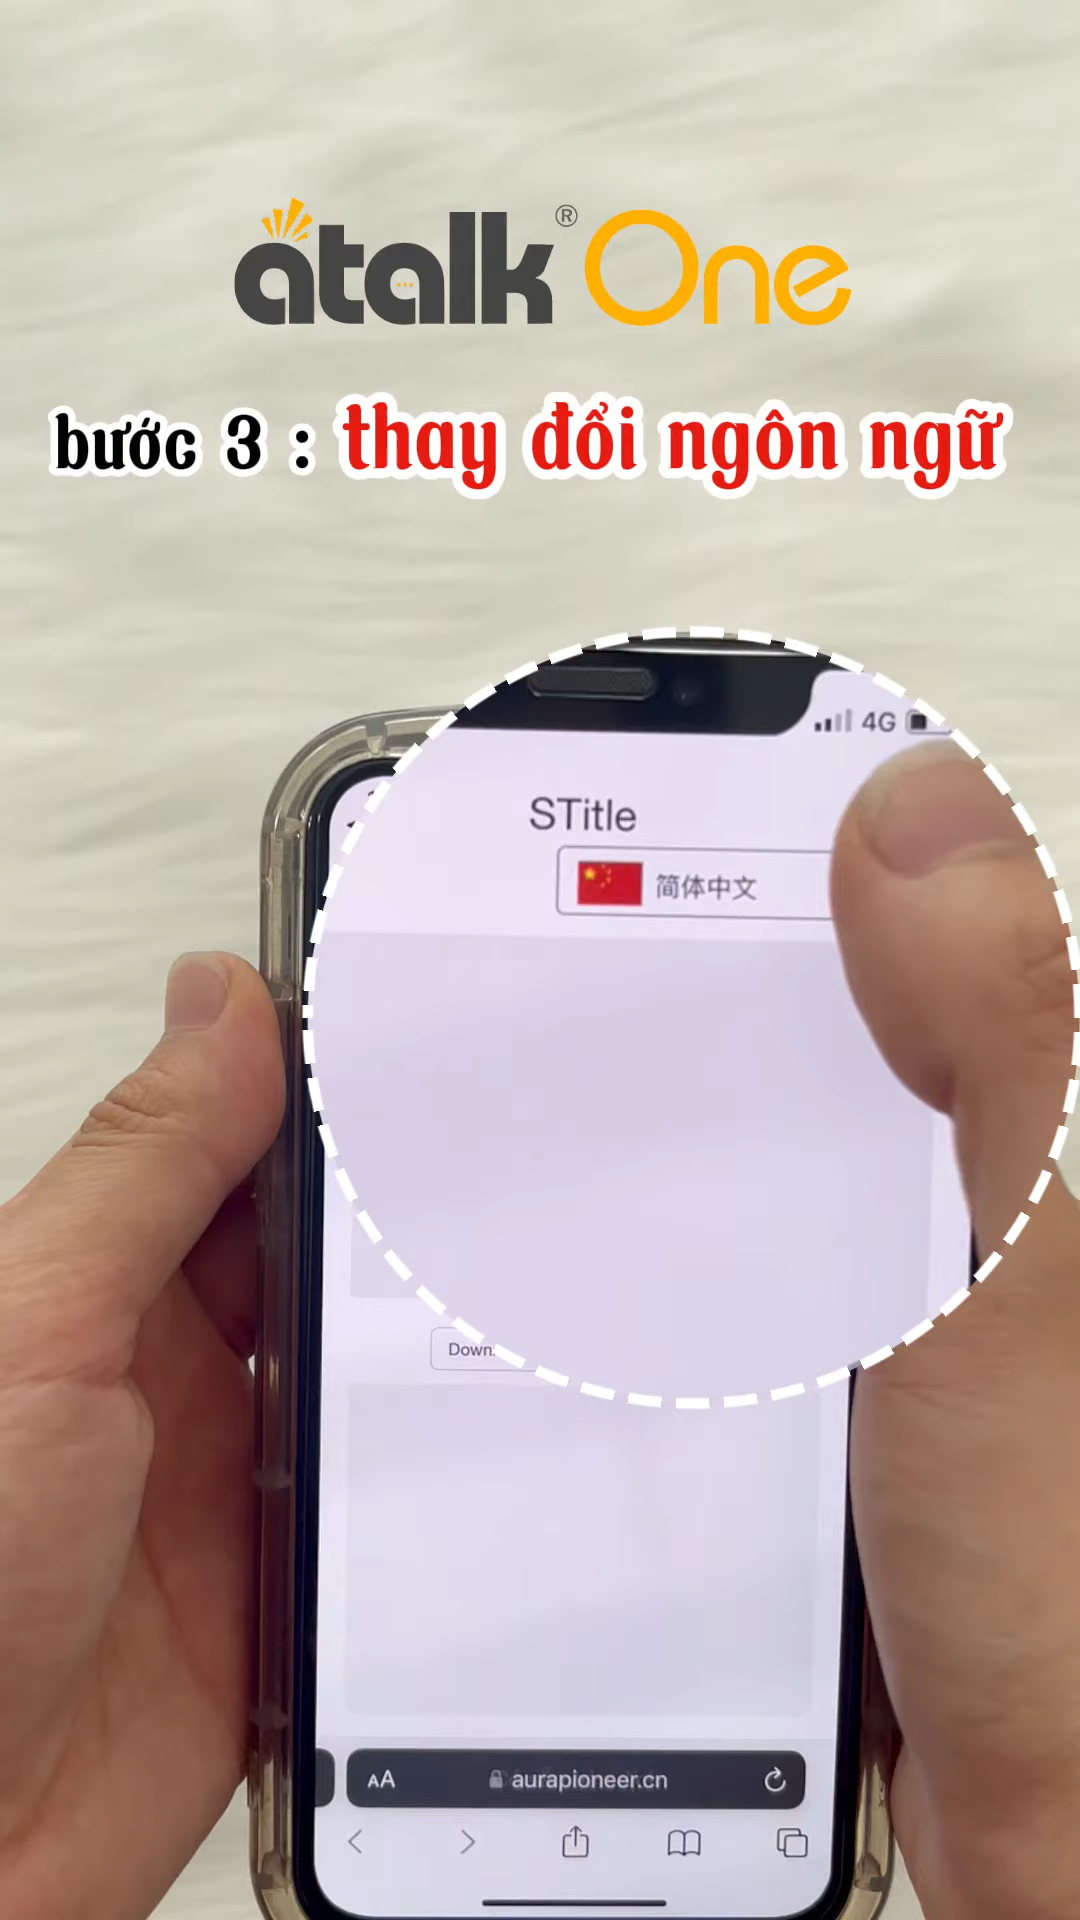 atalk® One
bước 3 : thay đổi ngôn ngữ
4G
STitle
简体中文
AA aurapioneer.cn